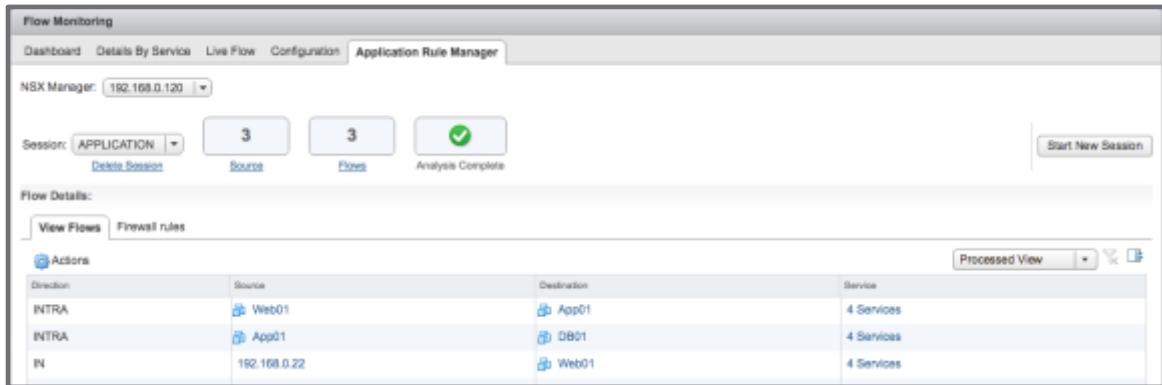 Flow Monitoring
Dashboard Details By Service Live Flow Configuration Application Rule Manager
NSX Manager: 192.168.0.120
Session: APPLICATION 3 3 Start New Session
Delete Session Source Flows Analysis Complete
Flow Details:
View Flows Firewall rules
Actions Processed View
Direction Source Destination Service
INTRA Web01 App01 4 Services
INTRA App01 DB01 4 Services
IN 192.168.0.22 Web01 4 Services